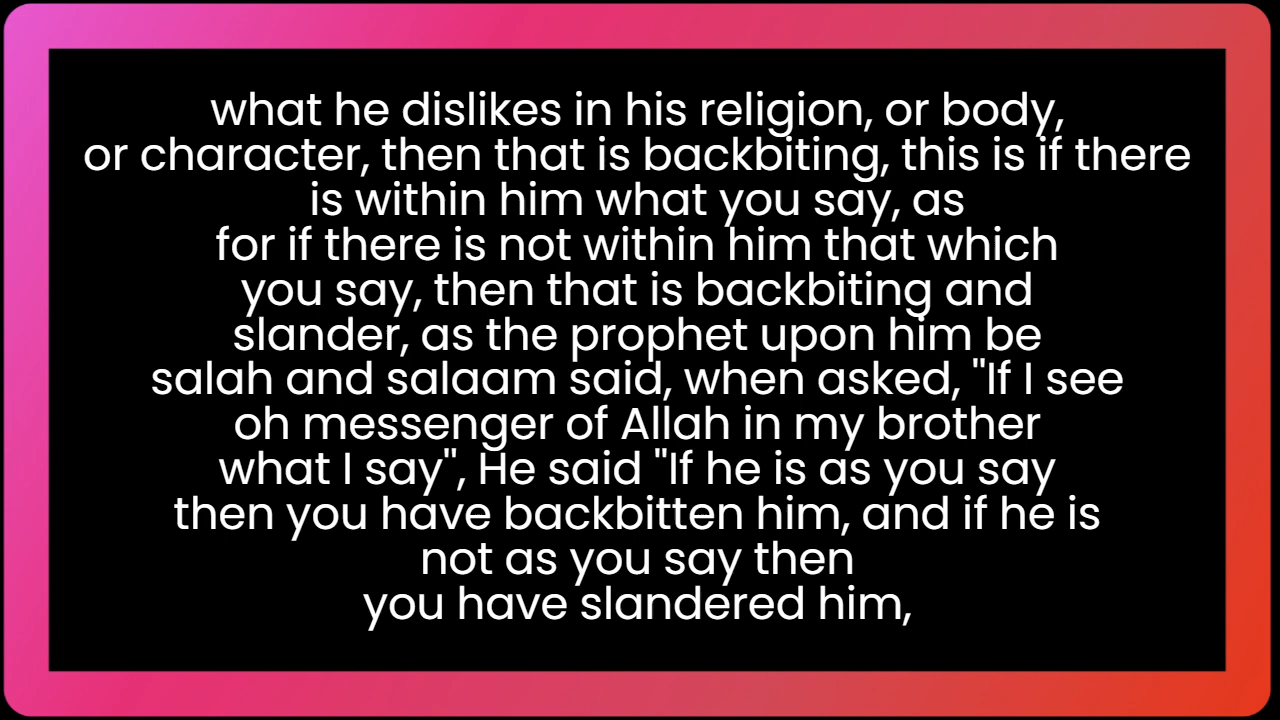 what he dislikes in his religion, or body,
or character, then that is backbiting, this is if there
is within him what you say, as
for if there is not within him that which
you say, then that is backbiting and
slander, as the prophet upon him be
salah and salaam said, when asked, "If I see
oh messenger of Allah in my brother
what I say", He said "If he is as you say
then you have backbitten him, and if he is
not as you say then
you have slandered him,